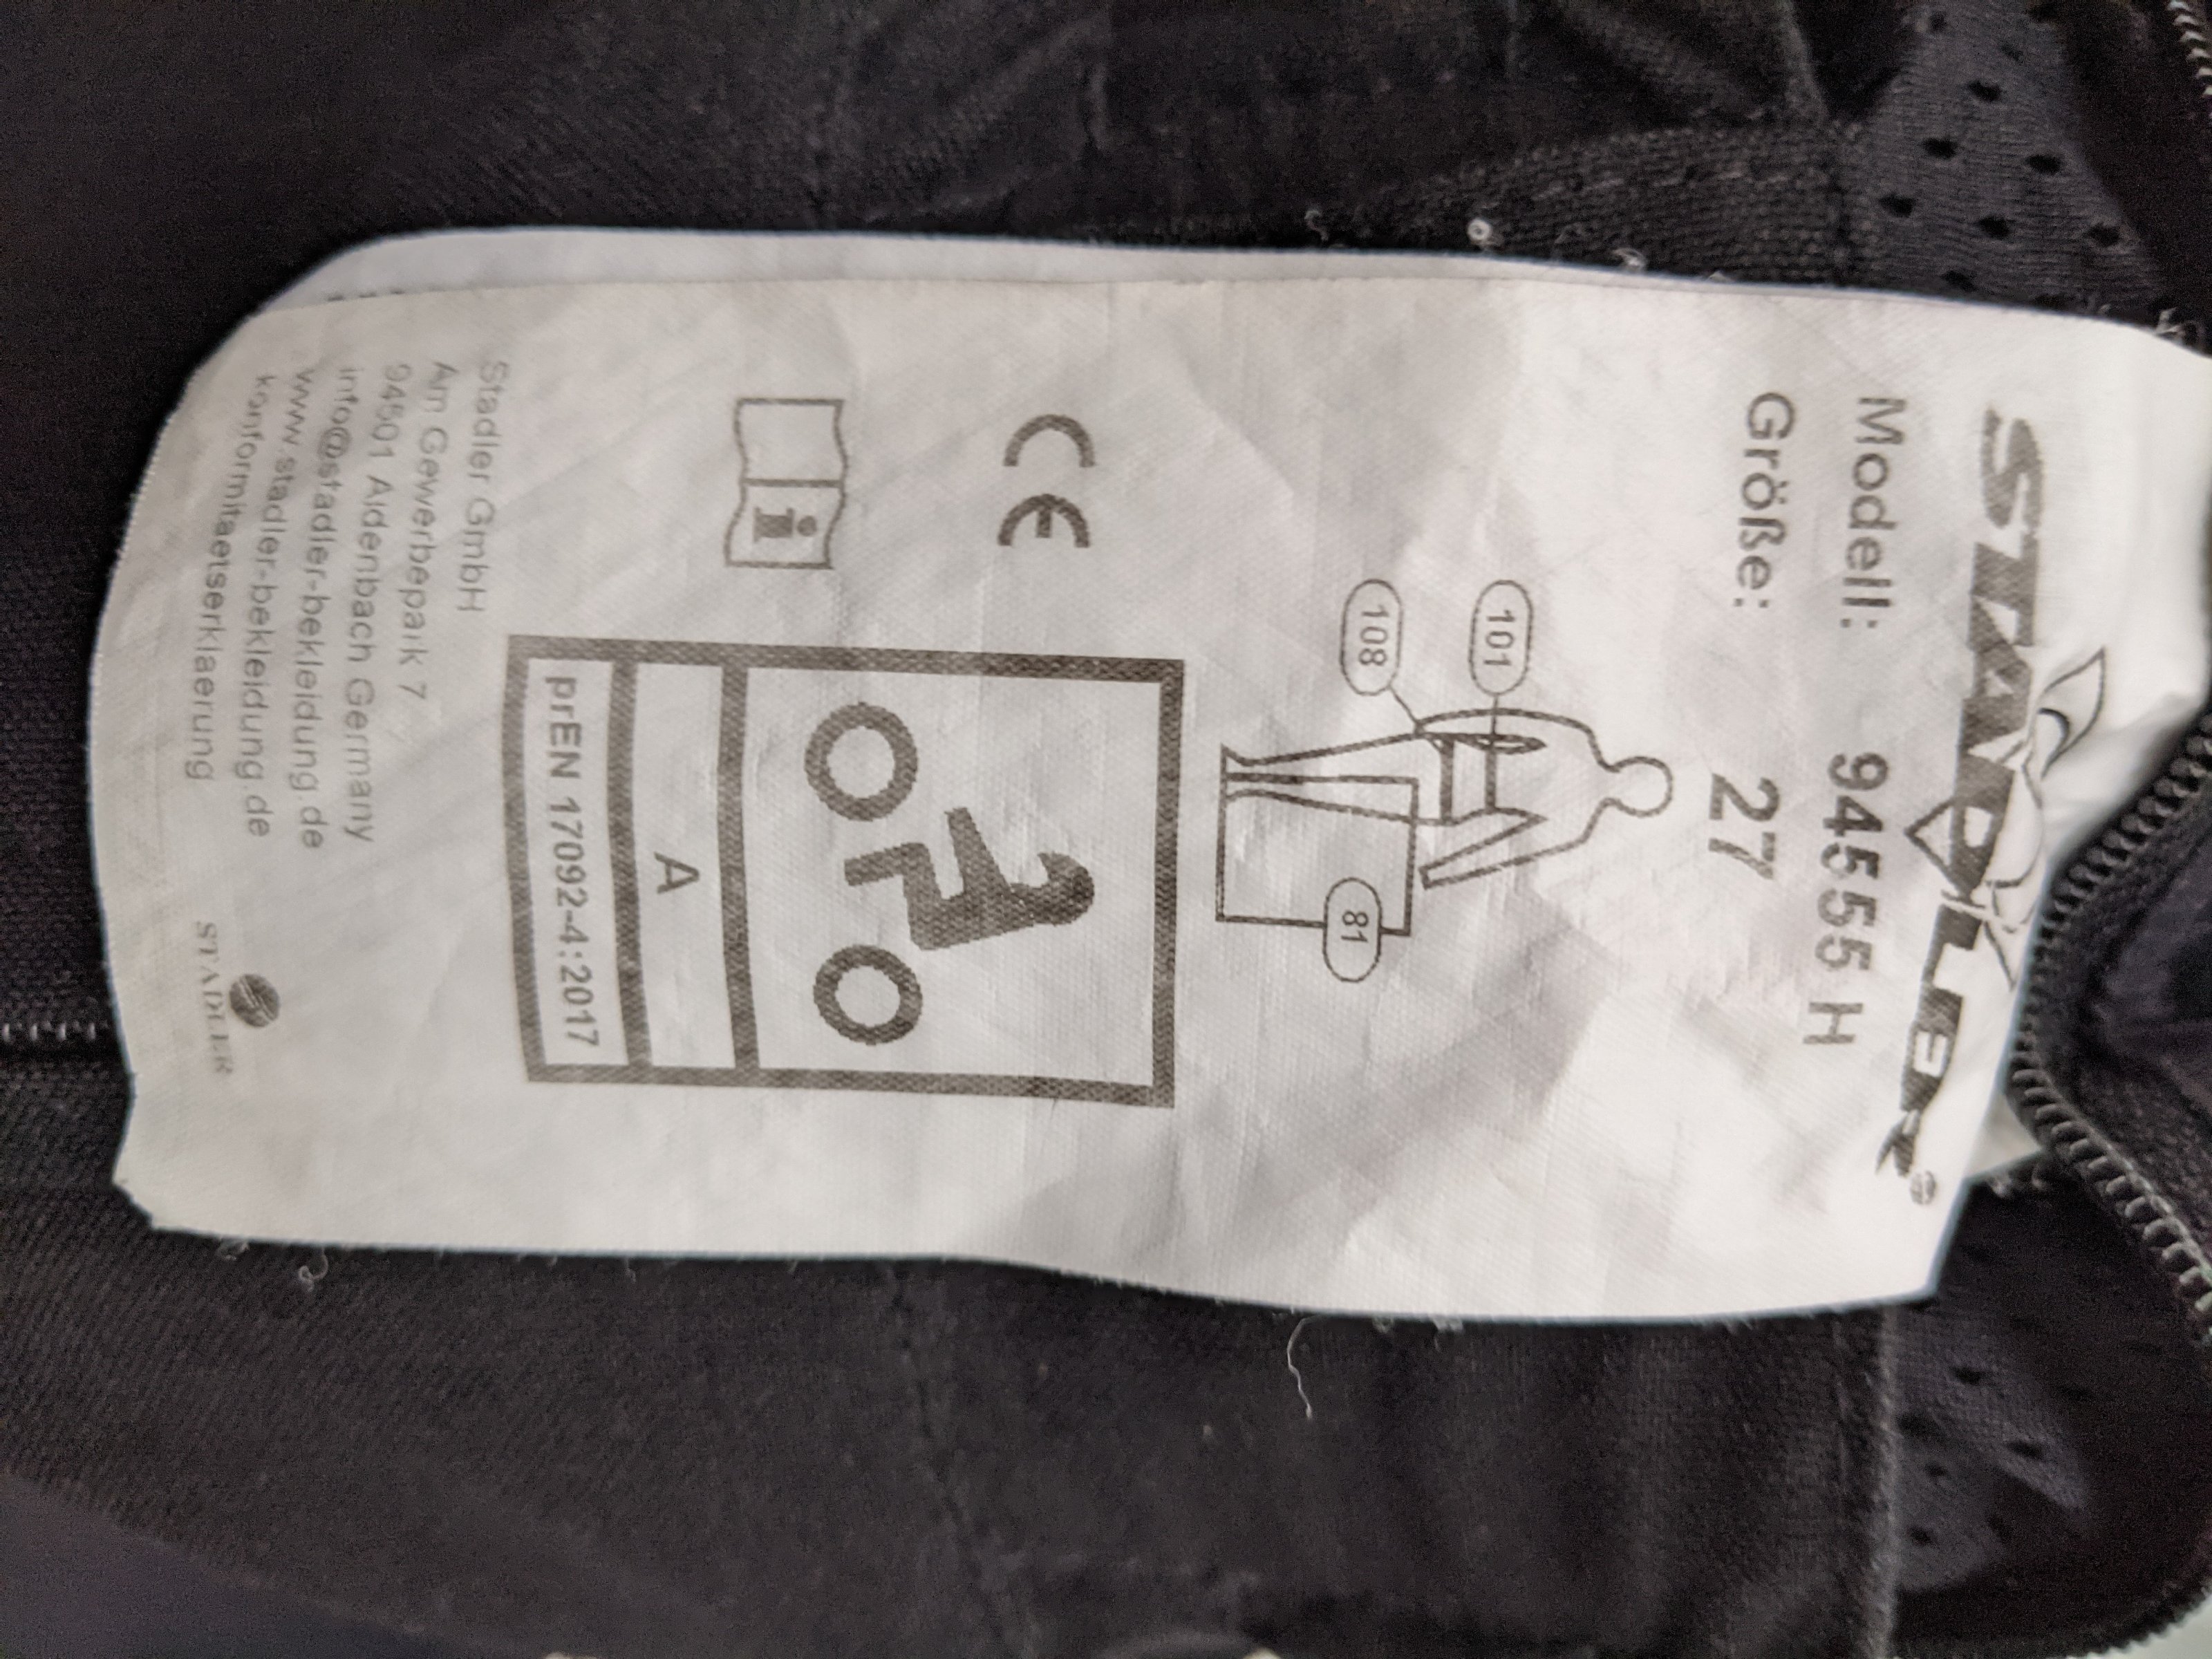 STADLER®
Modell: 94555 H
Größe: 27
101
108
81
CE
i
A
prEN 17092-4:2017
Stadler GmbH
Am Gewerbepark 7
94501 Aldenbach Germany
info@stadler-bekleidung.de
www.stadler-bekleidung.de
konformitaetserklaerung
STADLER